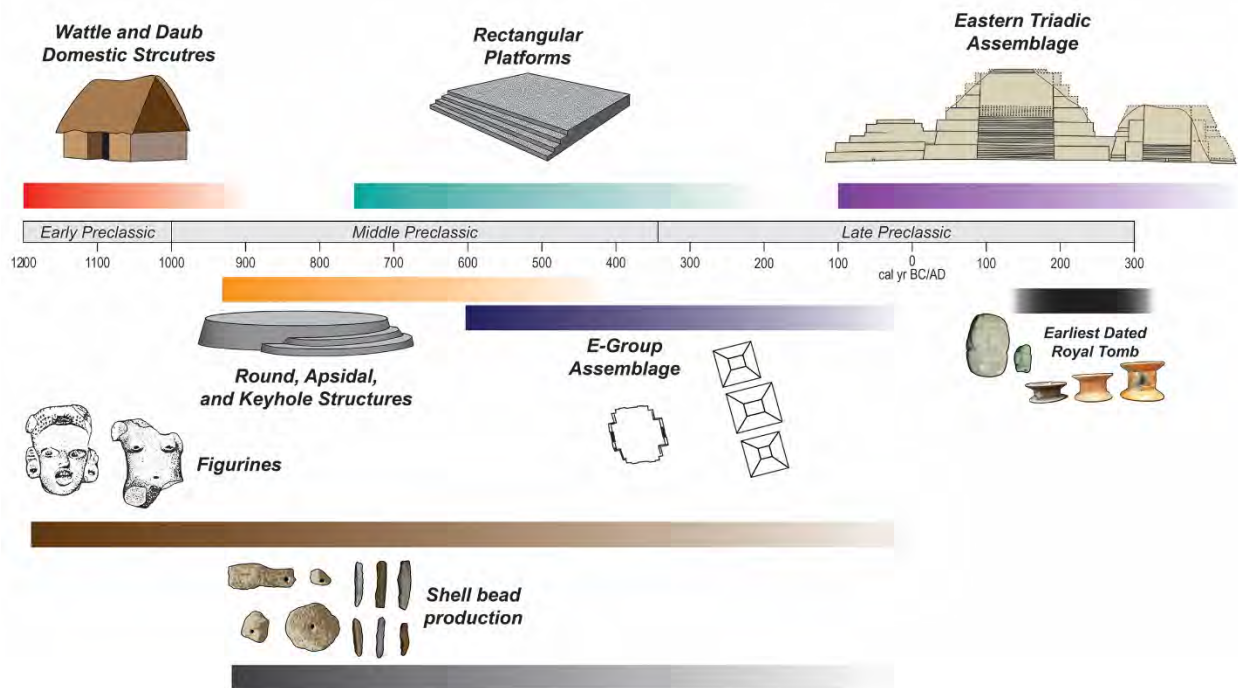 Wattle and Daub
Domestic Strcutres
Rectangular
Platforms
Eastern Triadic
Assemblage
Early Preclassic
Middle Preclassic
Late Preclassic
1200 1100 1000 900 800 700 600 500 400 300 200 100 0 100 200 300
cal yr BC/AD
Round, Apsidal,
and Keyhole Structures
E-Group
Assemblage
Earliest Dated
Royal Tomb
Figurines
Shell bead
production